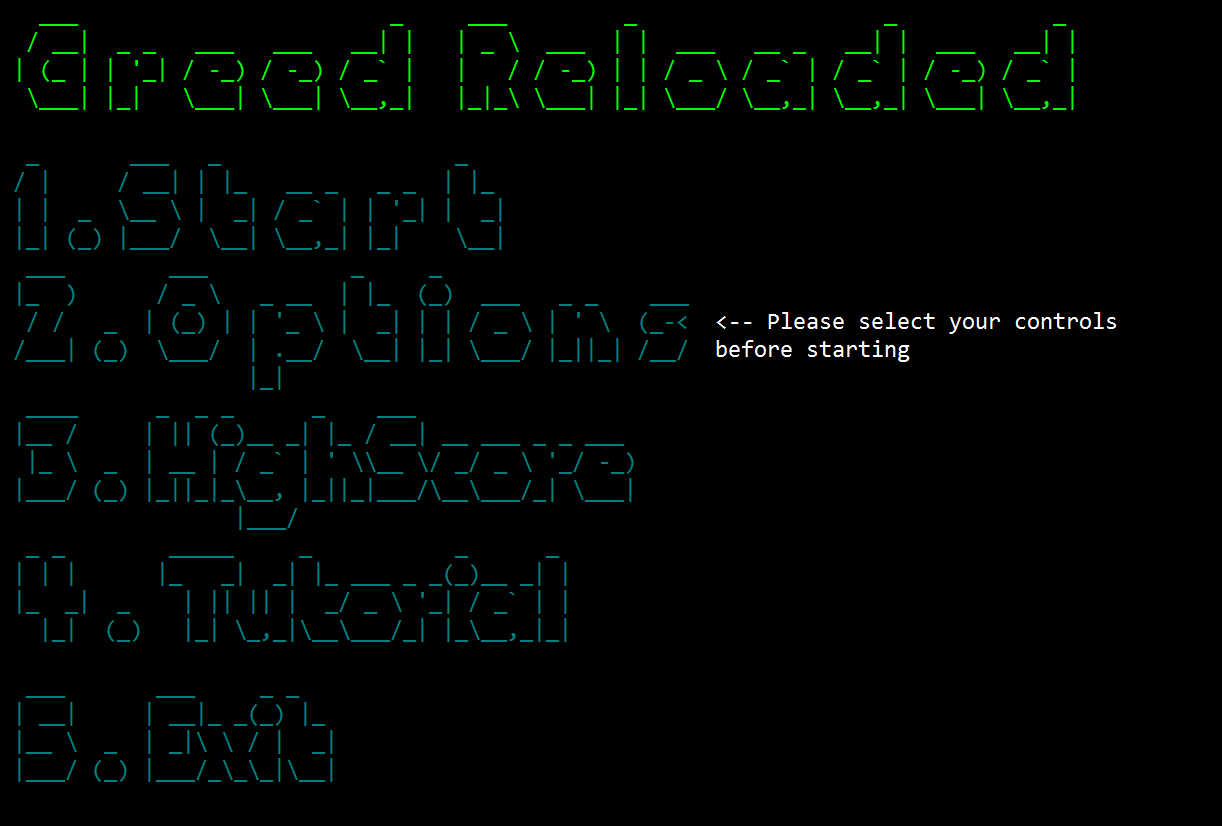 Greed Reloaded
1.Start
2.Options <-- Please select your controls
before starting
3.HighScore
4.Tutorial
5.Exit